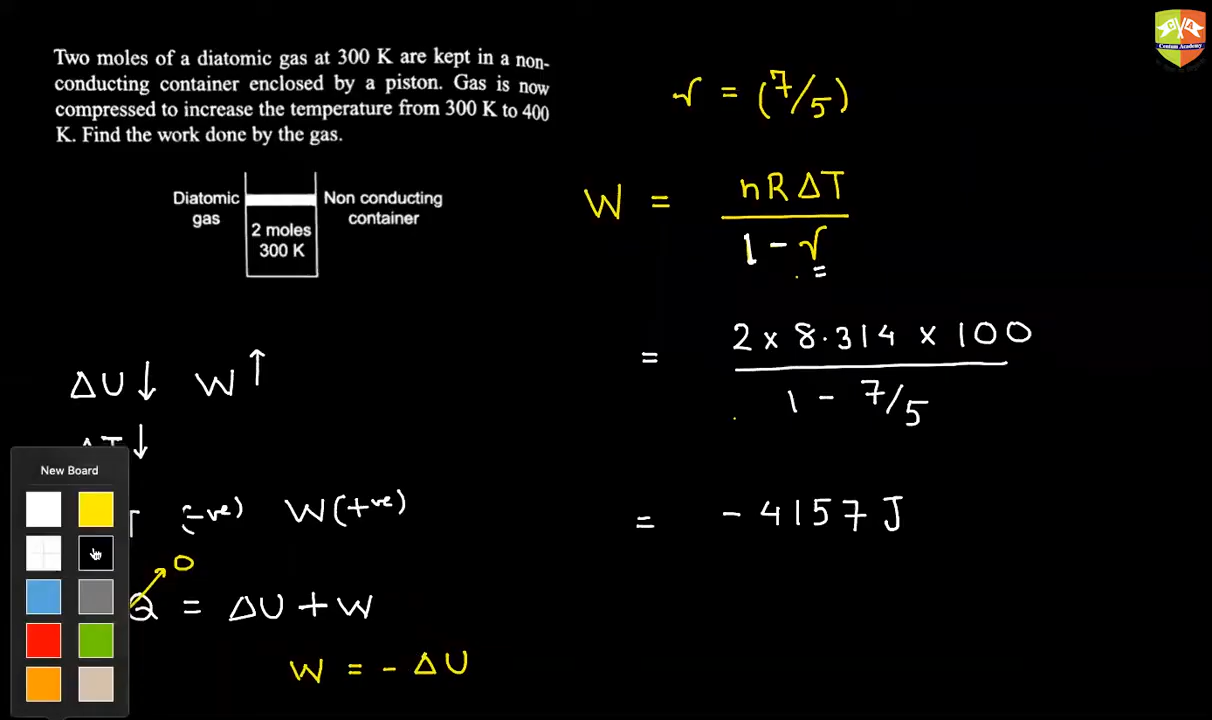 Two moles of a diatomic gas at 300 K are kept in a non-
conducting container enclosed by a piston. Gas is now
compressed to increase the temperature from 300 K to 400
K. Find the work done by the gas.
Diatomic
gas
2 moles
300 K
Non conducting
container
ΔU ↓ W ↑
ΔT ↓
(-ve) W(+ve)
0
Q = ΔU + W
W = - ΔU
New Board
γ = (7/5)
W = nRΔT
1 - γ
= 2 x 8.314 x 100
1 - 7/5
= - 4157 J
Centum Academy